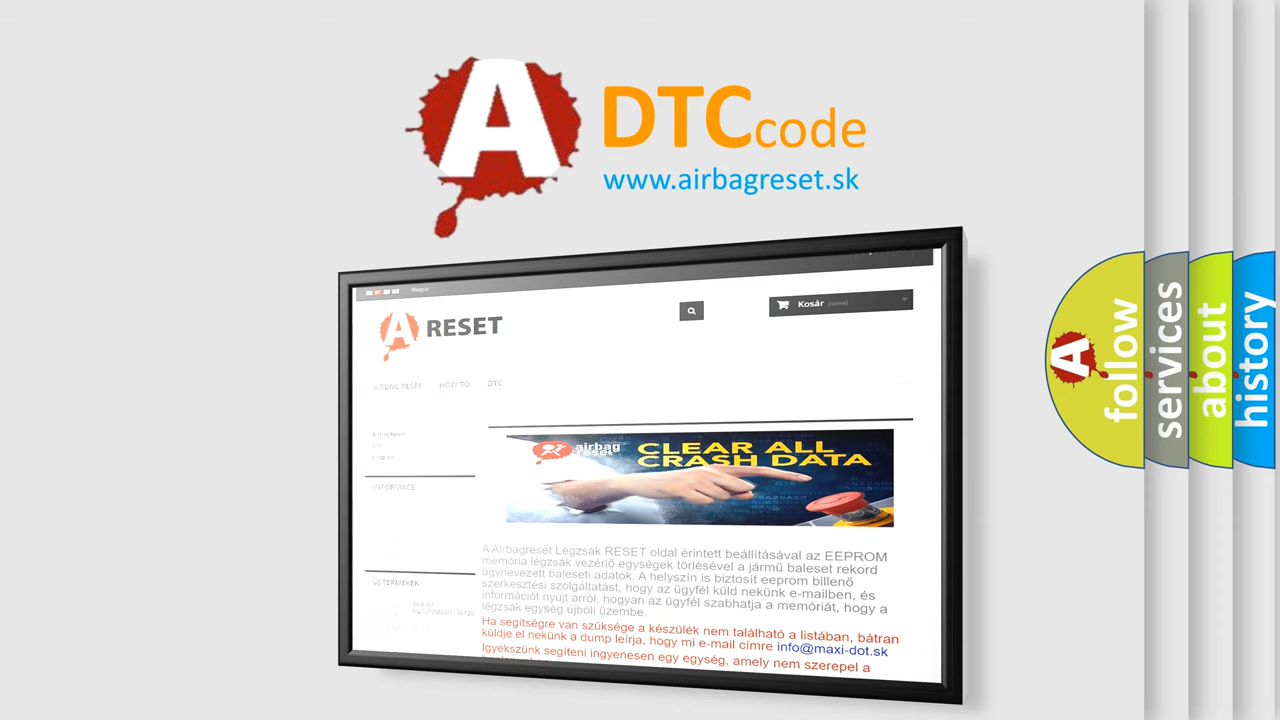 A
DTC code
www.airbagreset.sk
Magyar
Kosár (üres)
A RESET
AIRBAG RESET HOW TO DTC
INFORMACE
ÚJ TERMÉKEK
airbag
reset
CLEAR ALL
CRASH DATA
A Airbagreset Légzsák RESET oldal érintett beállításával az EEPROM
memória légzsák vezérlő egységek törlésével a jármű baleset rekord
úgynevezett baleseti adatok. A helyszín is biztosít eeprom billenő
szerkesztési szolgáltatást, hogy az ügyfél küld nekünk e-mailben, és
információt nyújt arról, hogyan az ügyfél szabhatja a memóriát, hogy a
légzsák egység újbóli üzembe.
Ha segítségre van szüksége a készülék nem található a listában, bátran
küldje el nekünk a dump leírja, hogy mi e-mail címre info@maxi-dot.sk
Igyekszünk segíteni ingyenesen egy egység, amely nem szerepel a
A follow
services
about
history